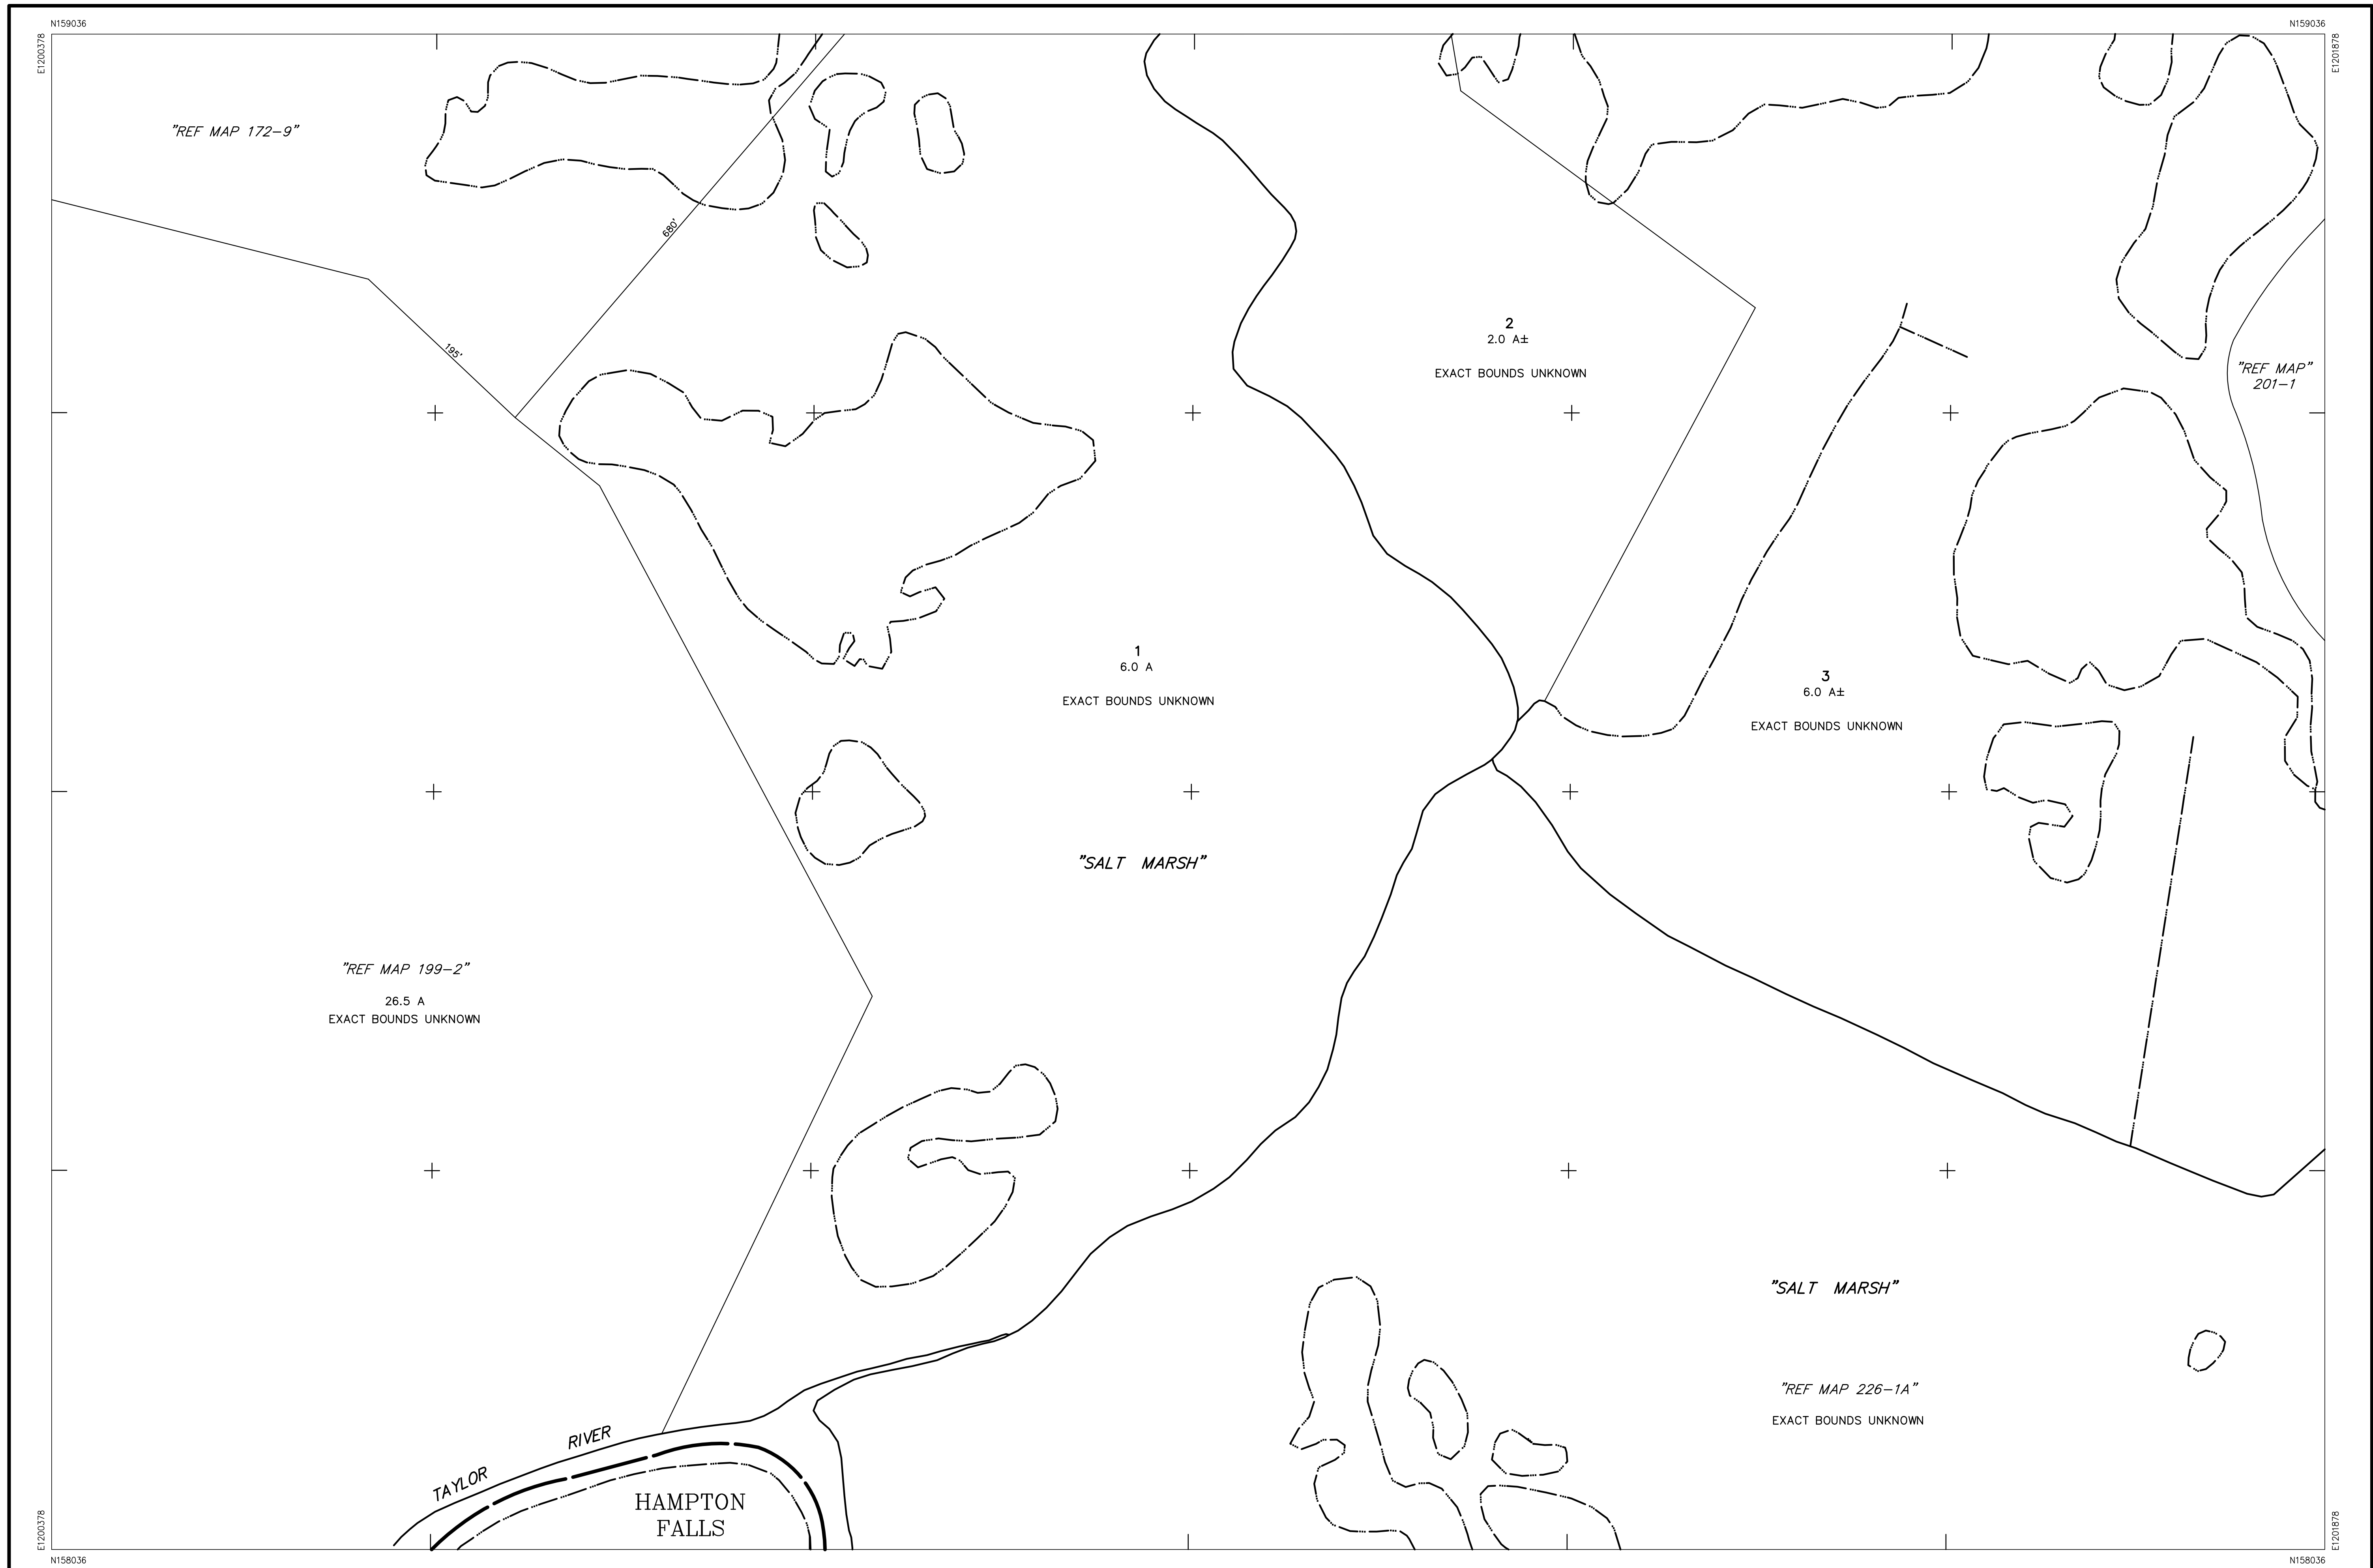 N159036
N159036
E1200378
E1201878
"REF MAP 172-9"
680'
195'
2
2.0 A±
EXACT BOUNDS UNKNOWN
"REF MAP"
201-1
1
6.0 A
EXACT BOUNDS UNKNOWN
3
6.0 A±
EXACT BOUNDS UNKNOWN
"SALT MARSH"
"REF MAP 199-2"
26.5 A
EXACT BOUNDS UNKNOWN
"SALT MARSH"
"REF MAP 226-1A"
EXACT BOUNDS UNKNOWN
TAYLOR RIVER
HAMPTON
FALLS
E1200378
E1201878
N158036
N158036